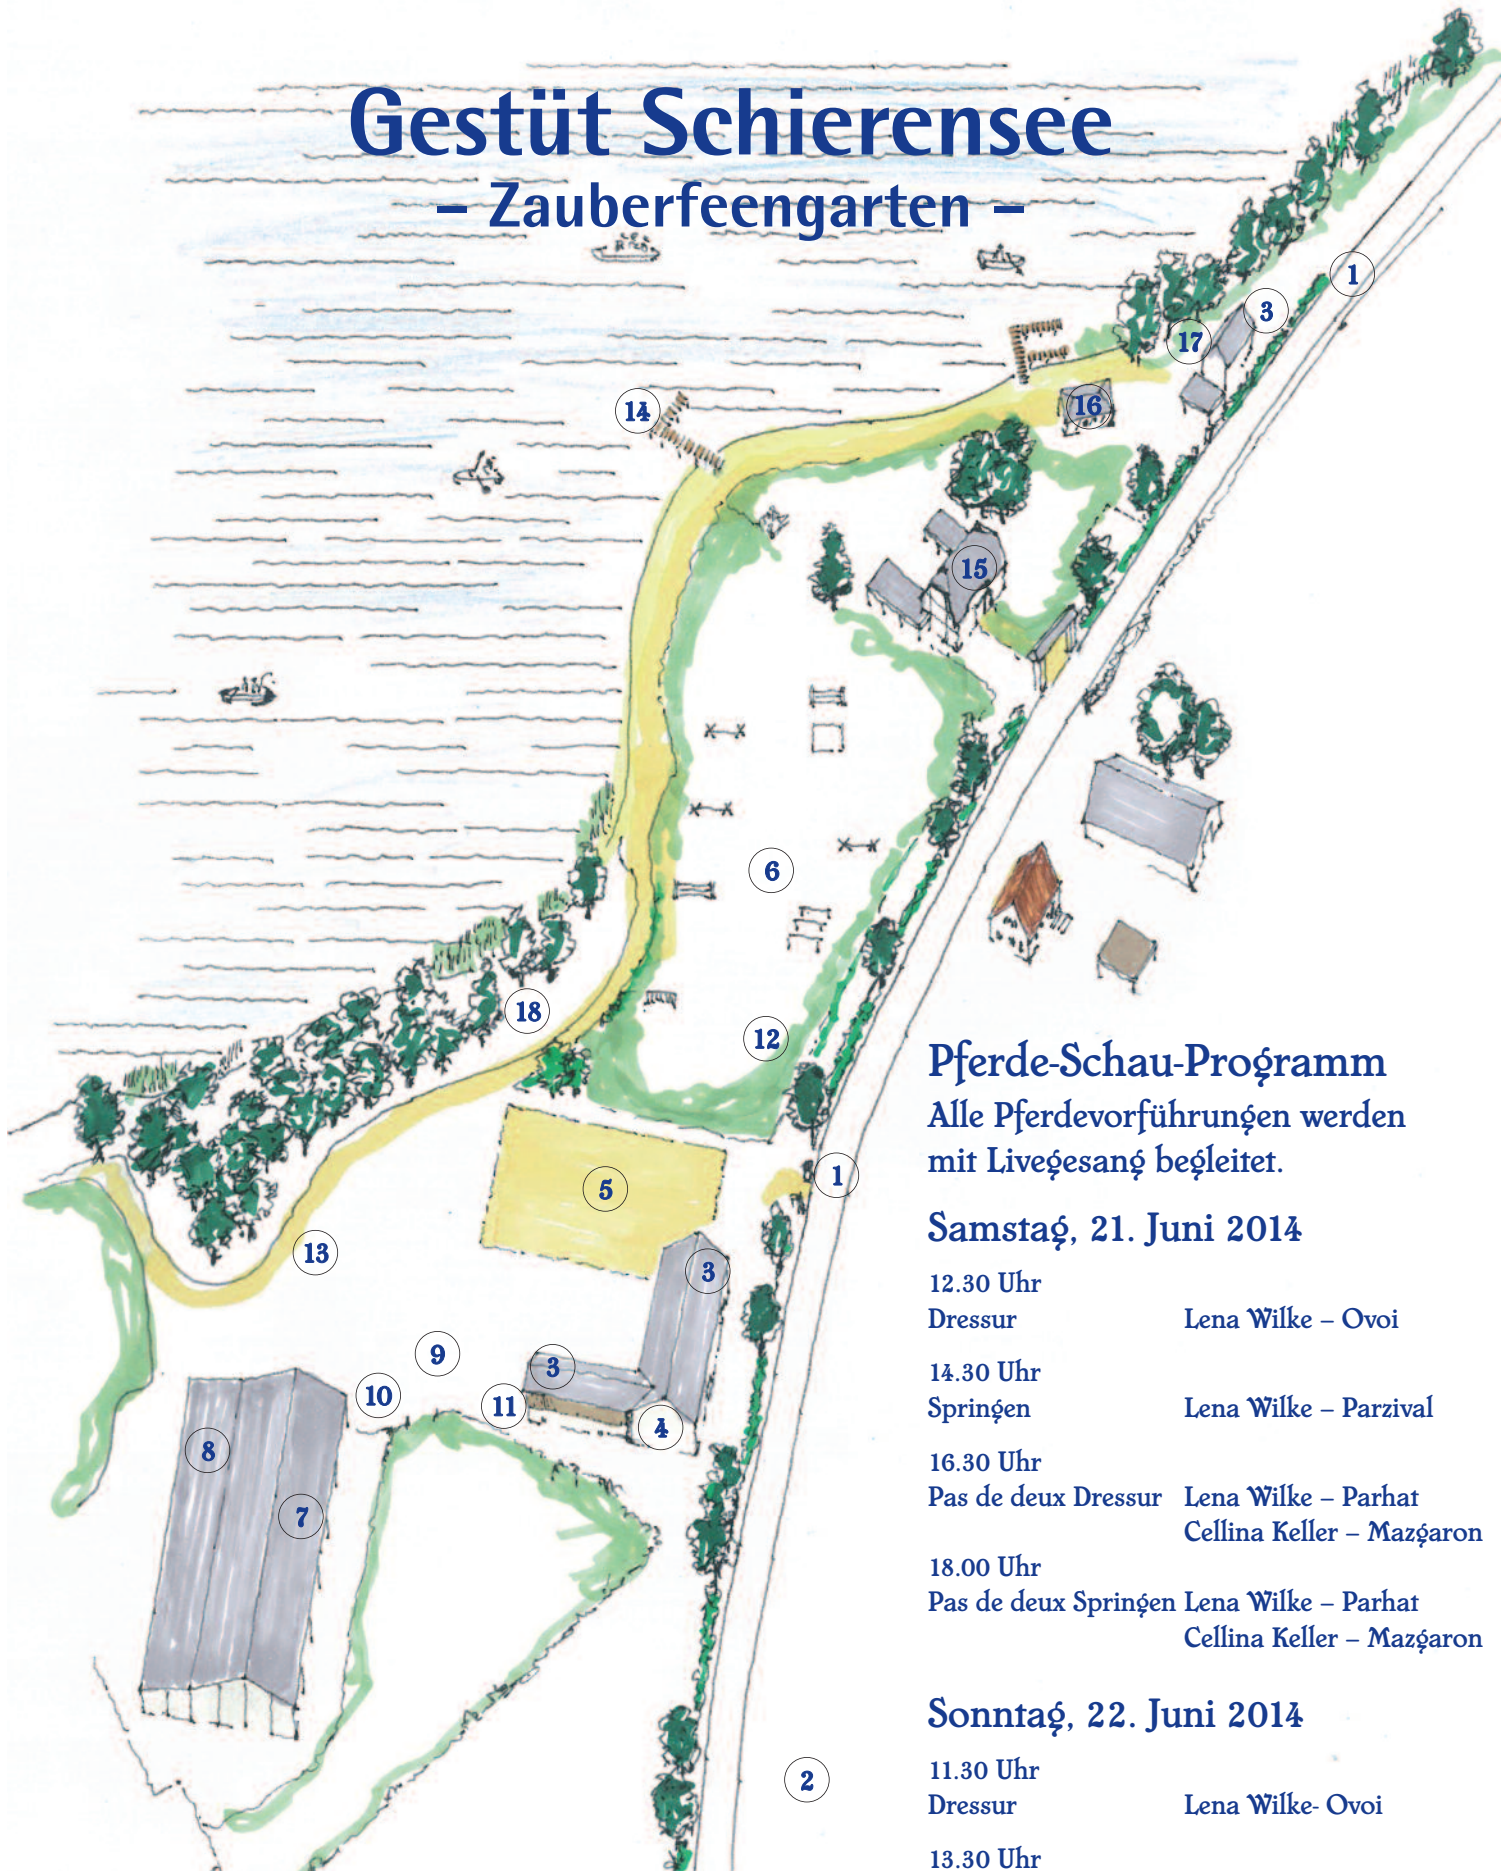 Gestüt Schierensee
– Zauberfeengarten –
1
3
17
16
14
15
6
18
12
1
5
13
3
9
3
10
11
4
8
7
2
Pferde-Schau-Programm
Alle Pferdevorführungen werden
mit Livegesang begleitet.
Samstag, 21. Juni 2014
12.30 Uhr
Dressur Lena Wilke – Ovoi
14.30 Uhr
Springen Lena Wilke – Parzival
16.30 Uhr
Pas de deux Dressur Lena Wilke – Parhat
Cellina Keller – Mazgaron
18.00 Uhr
Pas de deux Springen Lena Wilke – Parhat
Cellina Keller – Mazgaron
Sonntag, 22. Juni 2014
11.30 Uhr
Dressur Lena Wilke- Ovoi
13.30 Uhr